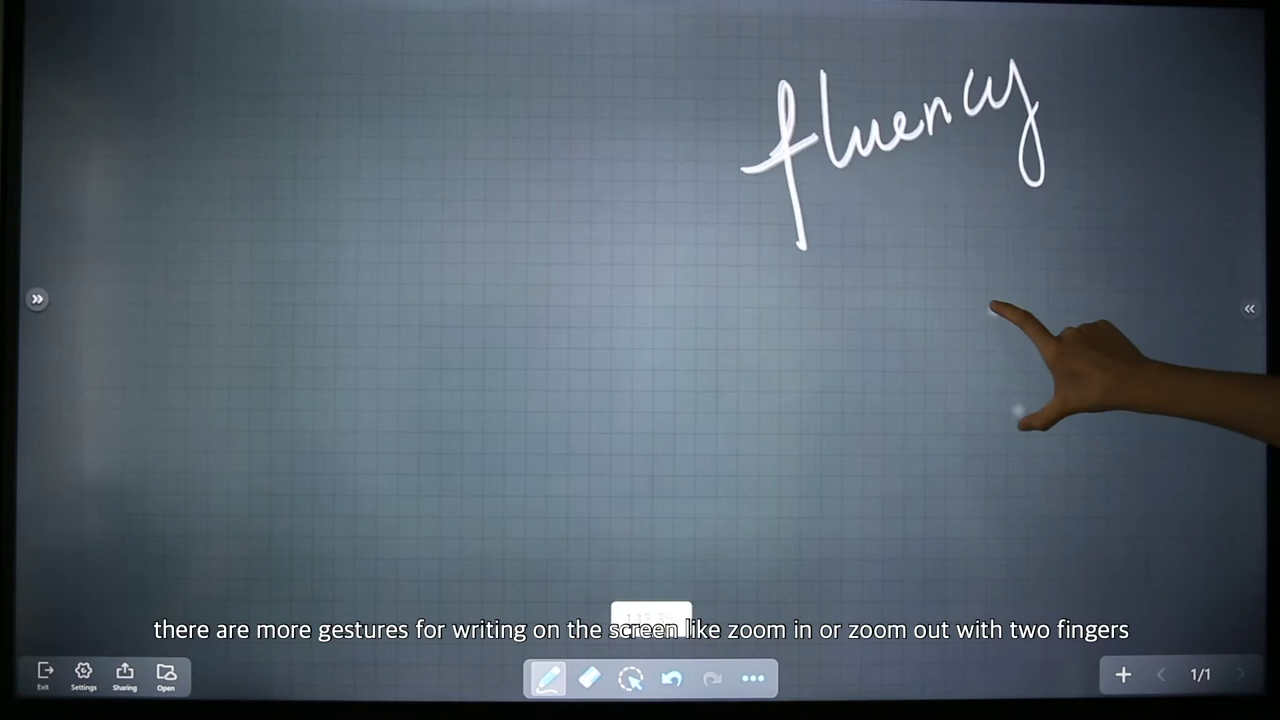 fluency
there are more gestures for writing on the screen like zoom in or zoom out with two fingers
Exit Settings Sharing Open
1/1